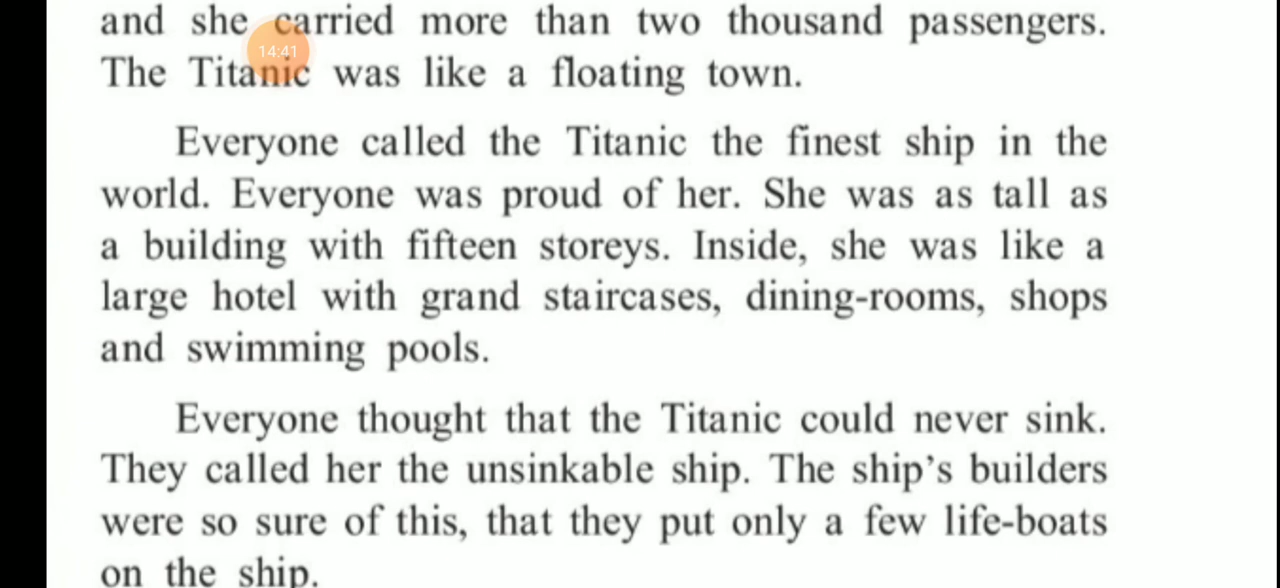 and she carried more than two thousand passengers.
14:41
The Titanic was like a floating town.
Everyone called the Titanic the finest ship in the
world. Everyone was proud of her. She was as tall as
a building with fifteen storeys. Inside, she was like a
large hotel with grand staircases, dining-rooms, shops
and swimming pools.
Everyone thought that the Titanic could never sink.
They called her the unsinkable ship. The ship’s builders
were so sure of this, that they put only a few life-boats
on the ship.